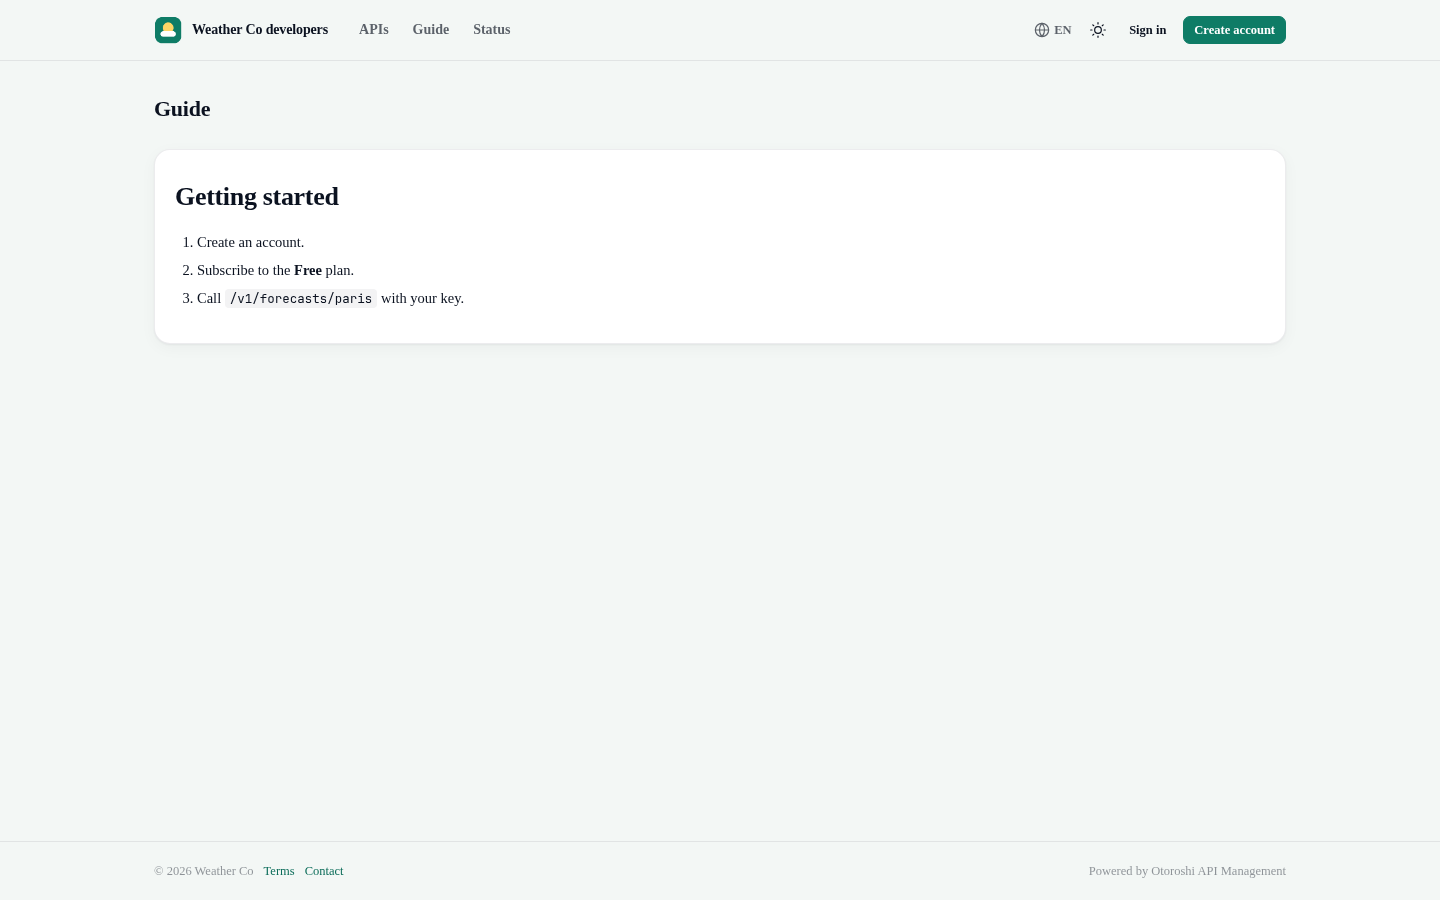 Weather Co developers APIs Guide Status EN Sign in Create account
Guide
Getting started
1. Create an account.
2. Subscribe to the Free plan.
3. Call /v1/forecasts/paris with your key.
© 2026 Weather Co Terms Contact Powered by Otoroshi API Management